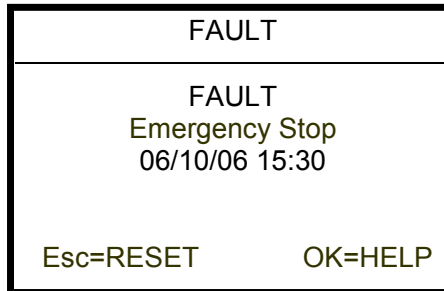 FAULT
FAULT
Emergency Stop
06/10/06 15:30
Esc=RESET OK=HELP